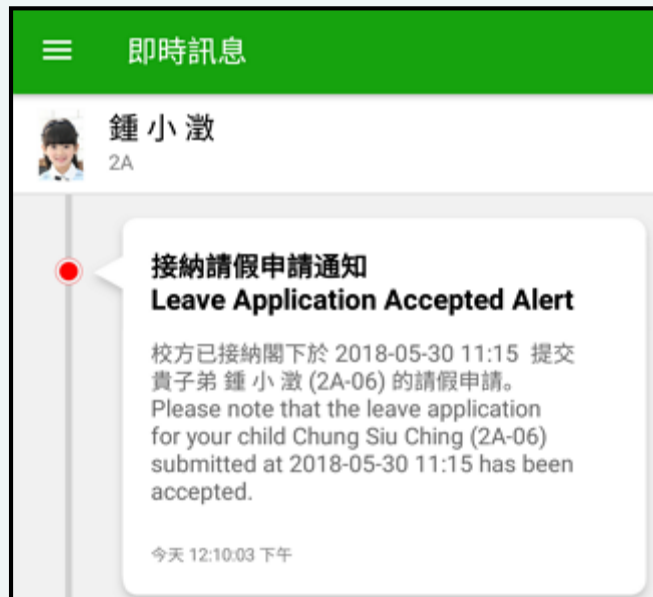 即時訊息
鍾 小 澂
2A
接納請假申請通知
Leave Application Accepted Alert
校方已接納閣下於 2018-05-30 11:15 提交
貴子弟 鍾 小 澂 (2A-06) 的請假申請。
Please note that the leave application
for your child Chung Siu Ching (2A-06)
submitted at 2018-05-30 11:15 has been
accepted.
今天 12:10:03 下午